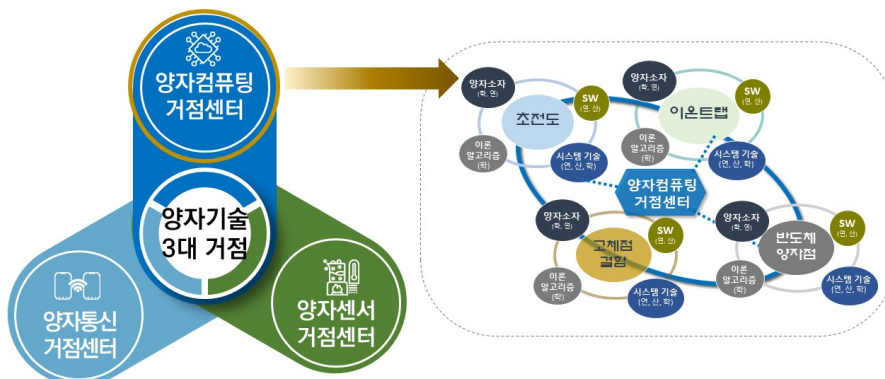 양자컴퓨팅
거점센터
양자기술
3대 거점
양자통신
거점센터
양자센서
거점센터
양자소자
(학, 연)
SW
(연, 산)
초전도
이론
알고리즘
(학)
시스템 기술
(연, 산, 학)
양자소자
(학, 연)
SW
(연, 산)
이온트랩
이론
알고리즘
(학)
시스템 기술
(연, 산, 학)
양자컴퓨팅
거점센터
양자소자
(학, 연)
SW
(연, 산)
고체점
결함
이론
알고리즘
(학)
시스템 기술
(연, 산, 학)
양자소자
(학, 연)
SW
(연, 산)
반도체
양자점
이론
알고리즘
(학)
시스템 기술
(연, 산, 학)